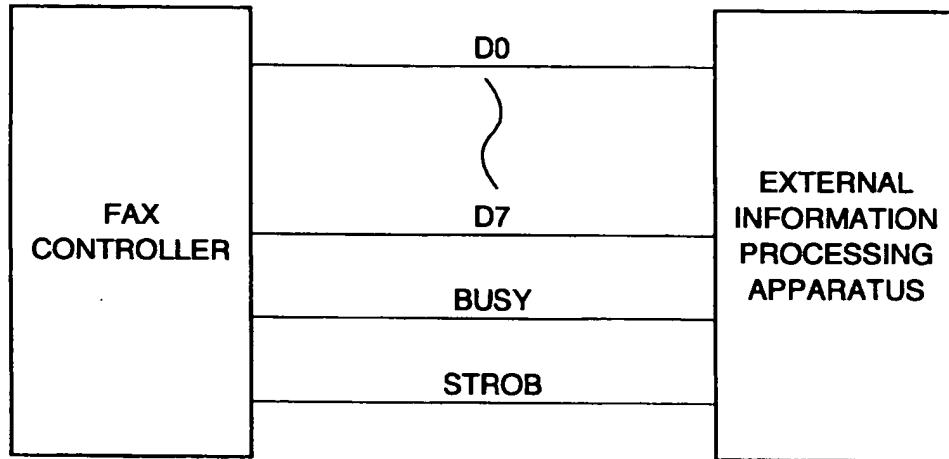 D0
FAX
CONTROLLER
D7
BUSY
STROB
EXTERNAL
INFORMATION
PROCESSING
APPARATUS